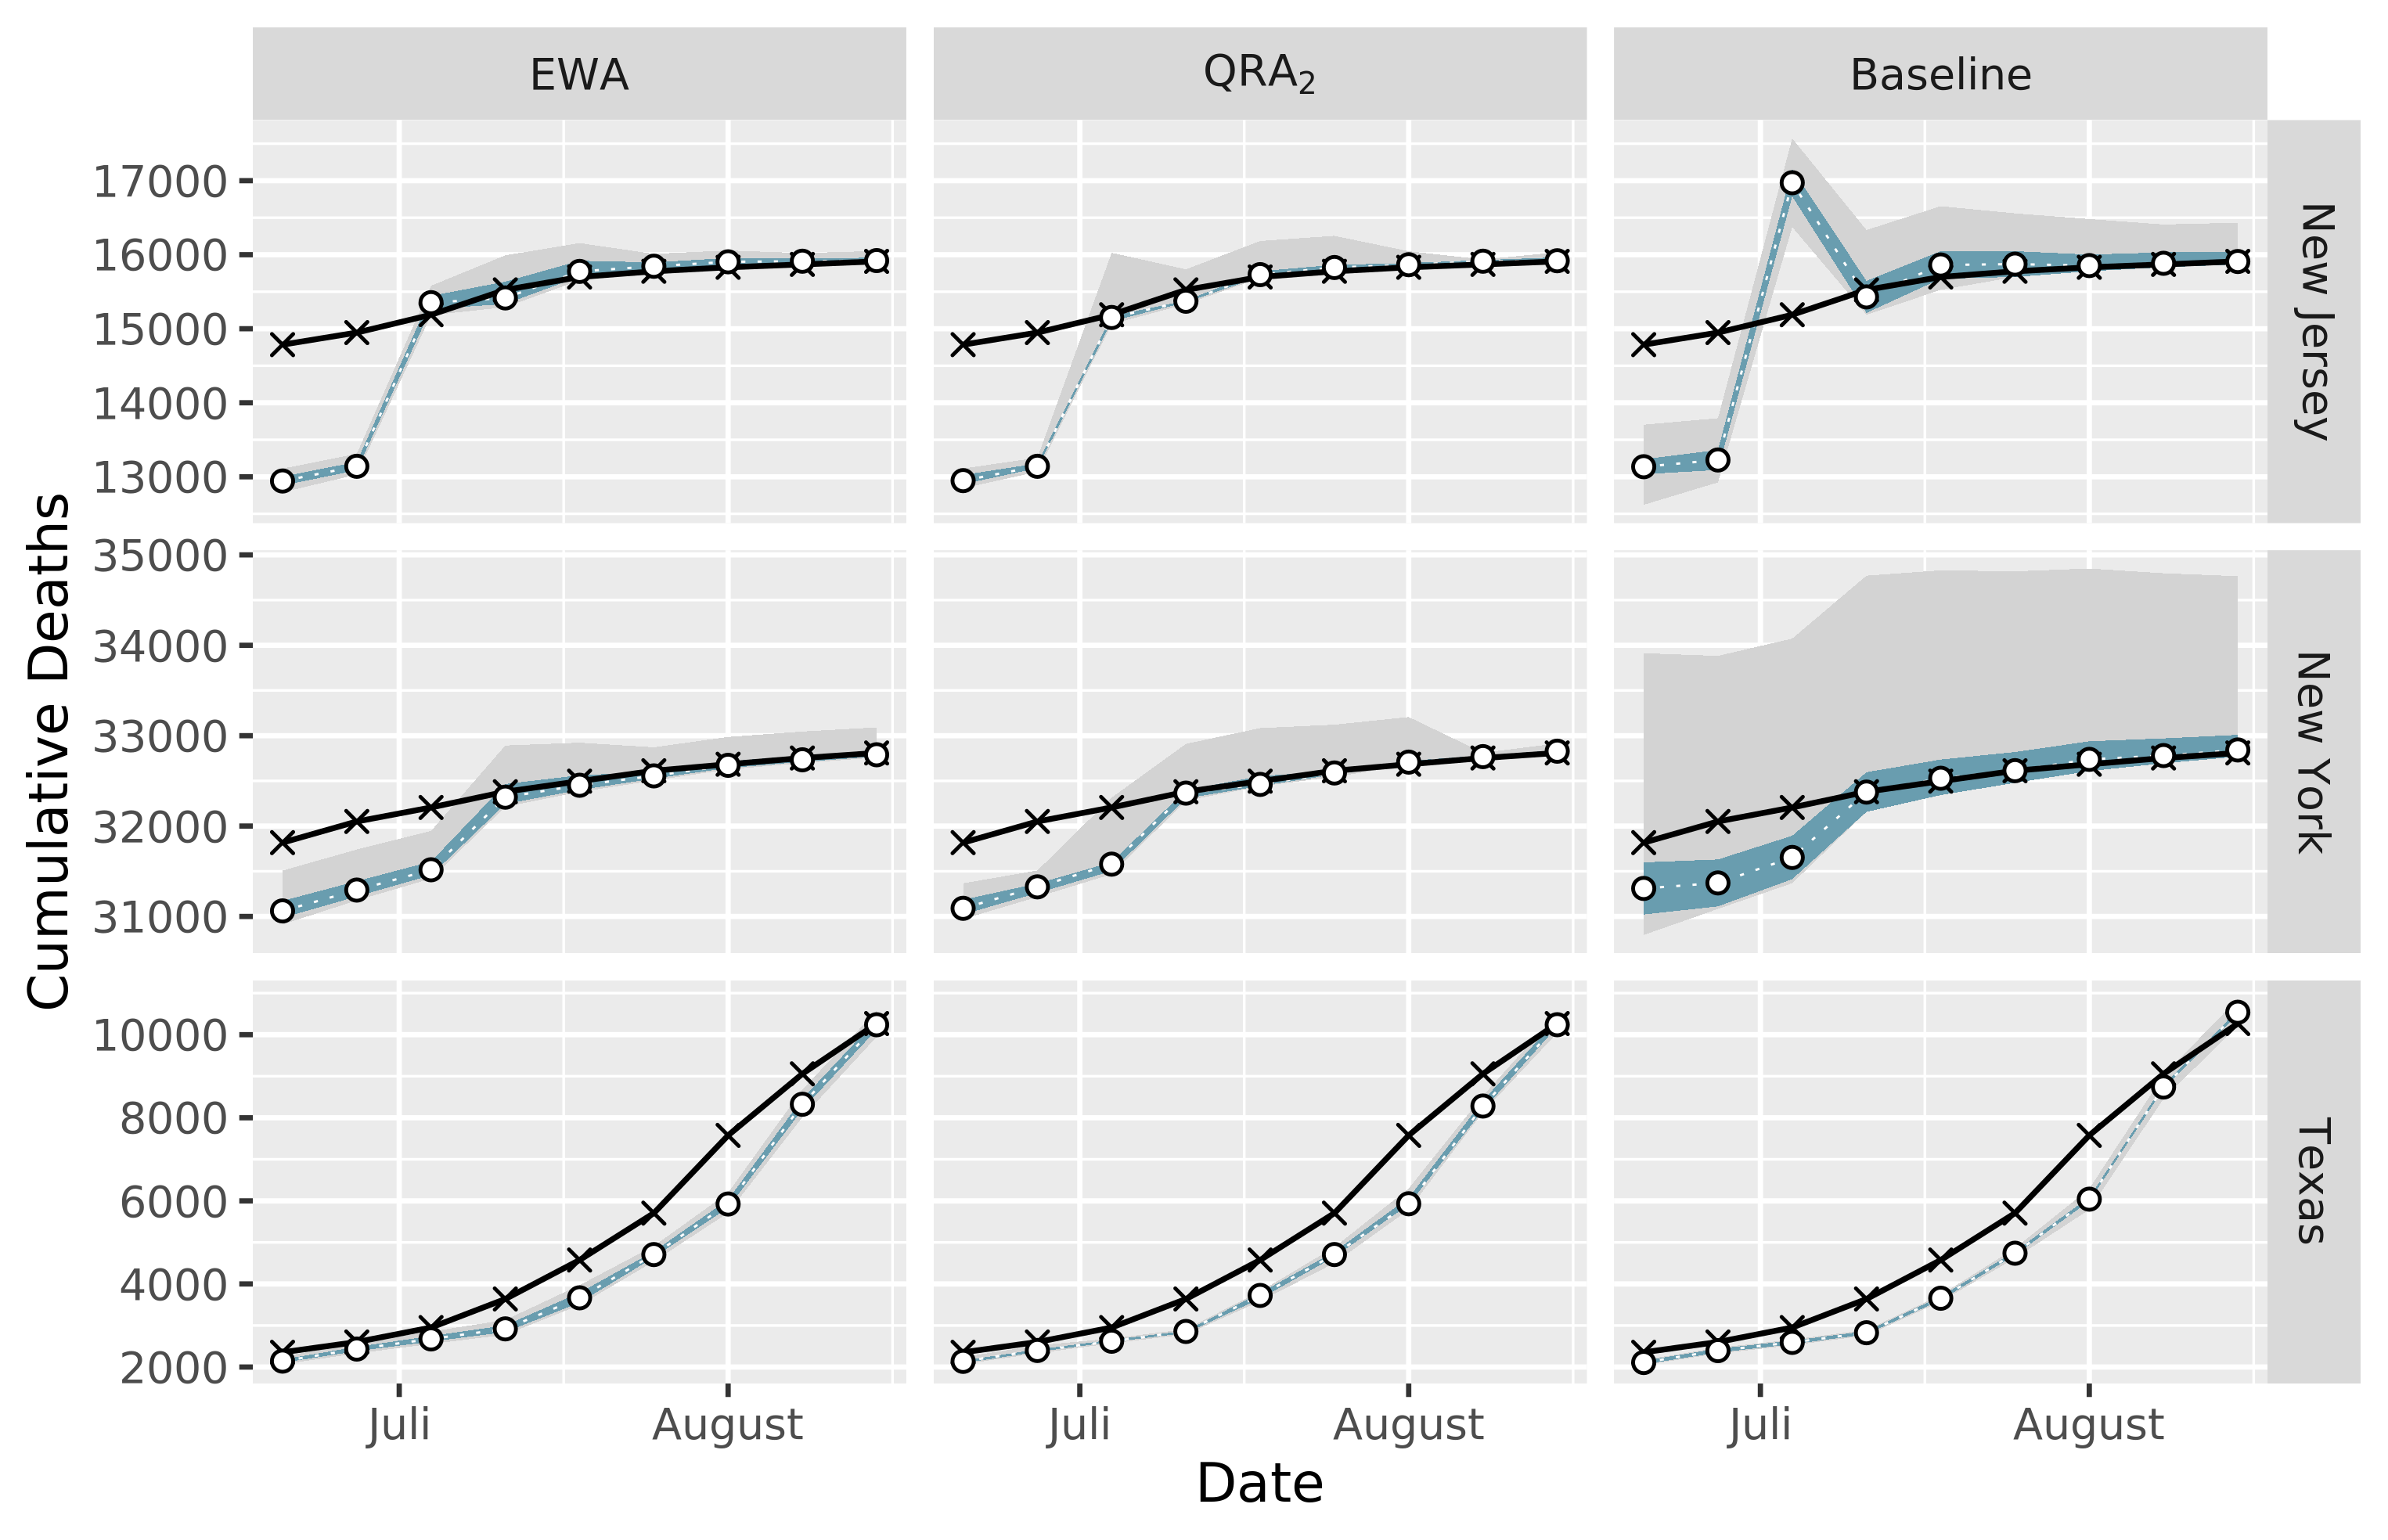 EWA
QRA₂
Baseline
17000
16000
15000
14000
13000
New Jersey
35000
34000
33000
32000
31000
New York
10000
8000
6000
4000
2000
Texas
Cumulative Deaths
Juli August
Juli August
Juli August
Date